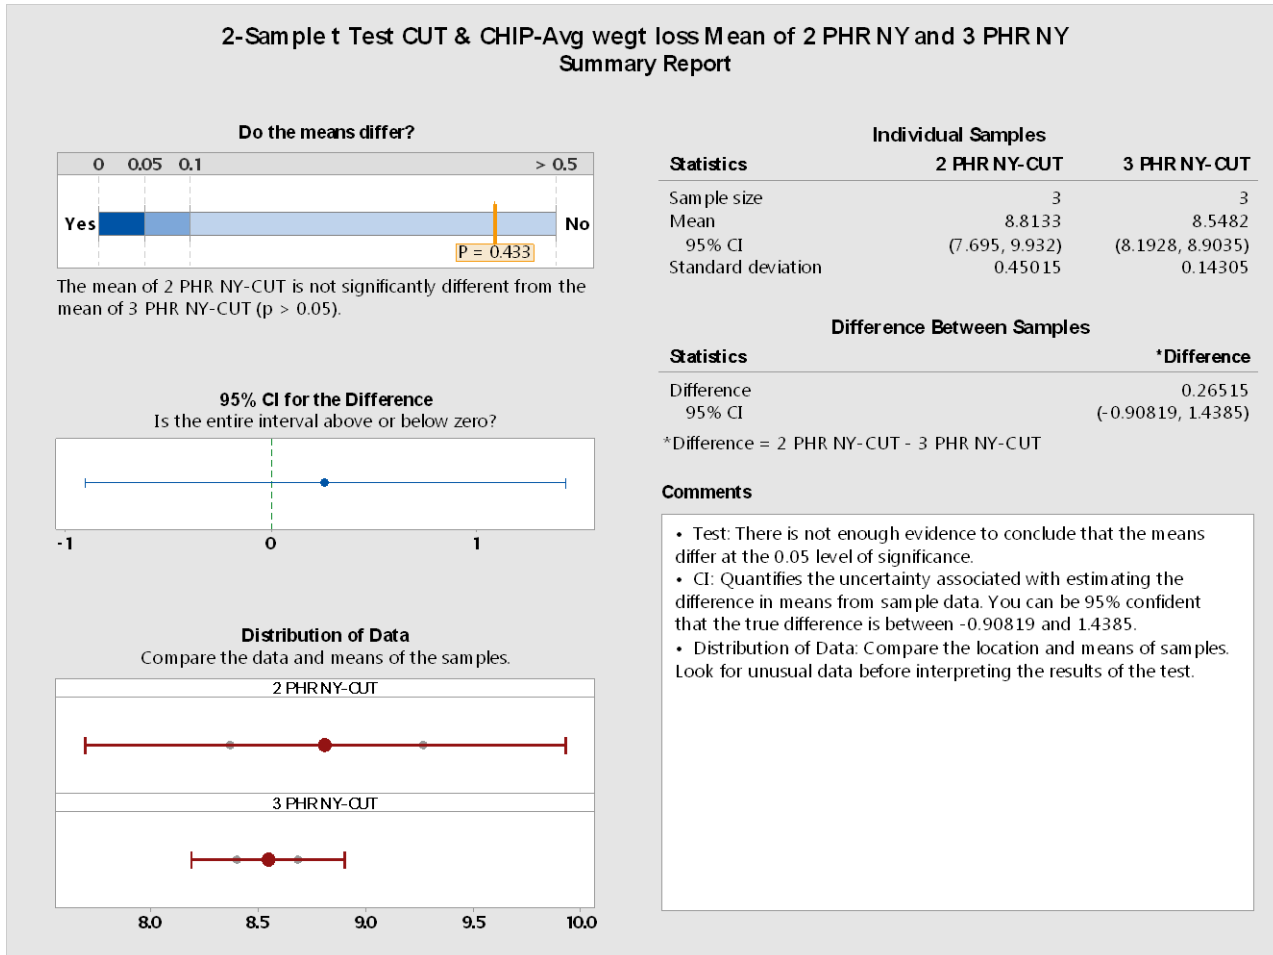 2-Sample t Test CUT & CHIP-Avg wegt loss Mean of 2 PHR NY and 3 PHR NY
Summary Report
Do the means differ?
0 0.05 0.1 > 0.5
Yes No
P = 0.433
The mean of 2 PHR NY-CUT is not significantly different from the
mean of 3 PHR NY-CUT (p > 0.05).
95% CI for the Difference
Is the entire interval above or below zero?
-1 0 1
Distribution of Data
Compare the data and means of the samples.
2 PHR NY-CUT
3 PHR NY-CUT
8.0 8.5 9.0 9.5 10.0
Individual Samples
Statistics 2 PHR NY-CUT 3 PHR NY-CUT
Sample size 3 3
Mean 8.8133 8.5482
95% CI (7.695, 9.932) (8.1928, 8.9035)
Standard deviation 0.45015 0.14305
Difference Between Samples
Statistics *Difference
Difference 0.26515
95% CI (-0.90819, 1.4385)
*Difference = 2 PHR NY-CUT - 3 PHR NY-CUT
Comments
• Test: There is not enough evidence to conclude that the means
differ at the 0.05 level of significance.
• CI: Quantifies the uncertainty associated with estimating the
difference in means from sample data. You can be 95% confident
that the true difference is between -0.90819 and 1.4385.
• Distribution of Data: Compare the location and means of samples.
Look for unusual data before interpreting the results of the test.